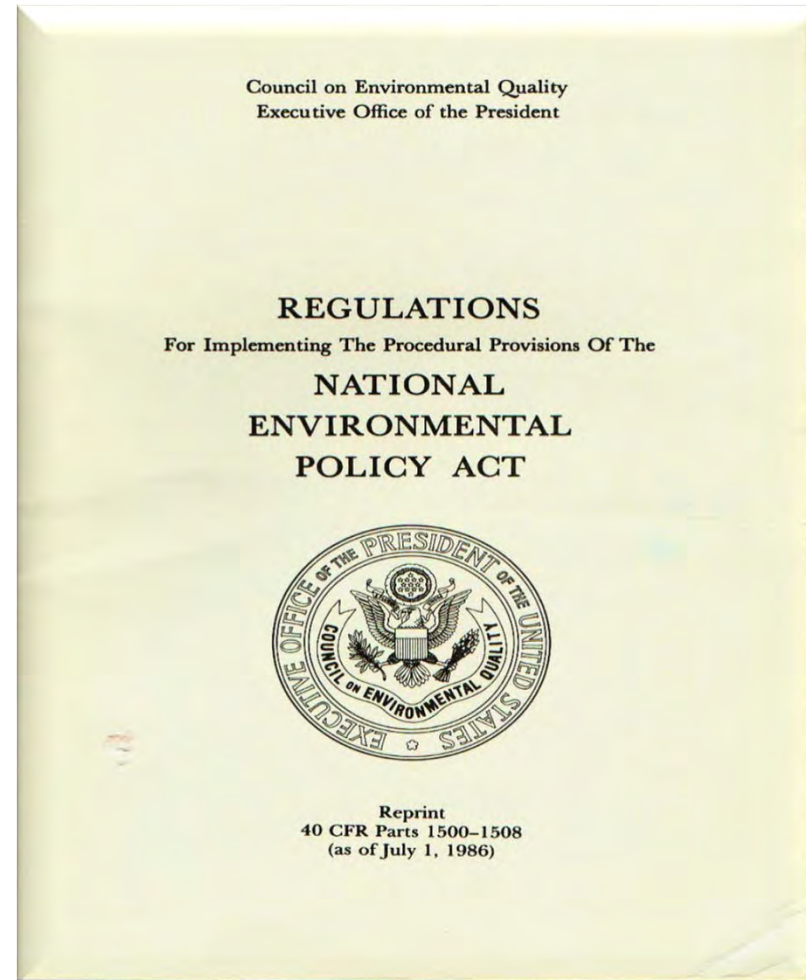 Council on Environmental Quality
Executive Office of the President
REGULATIONS
For Implementing The Procedural Provisions Of The
NATIONAL
ENVIRONMENTAL
POLICY ACT
EXECUTIVE OFFICE OF THE PRESIDENT OF THE UNITED STATES
COUNCIL ON ENVIRONMENTAL QUALITY
Reprint
40 CFR Parts 1500–1508
(as of July 1, 1986)